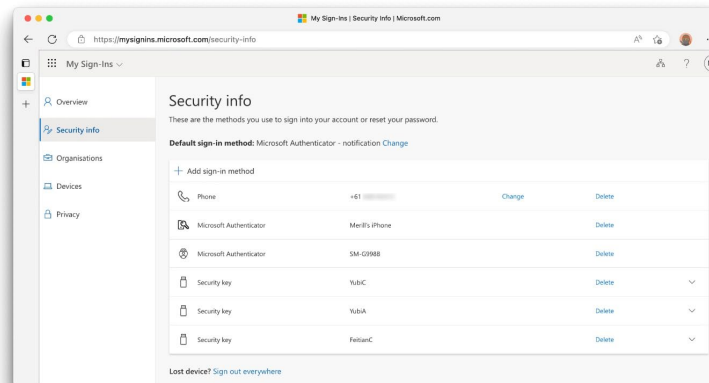 My Sign-Ins | Security Info | Microsoft.com
https://mysignins.microsoft.com/security-info
My Sign-Ins
?
Overview
Security info
Organisations
Devices
Privacy
Security info
These are the methods you use to sign into your account or reset your password.
Default sign-in method: Microsoft Authenticator - notification Change
+ Add sign-in method
Phone +61 Change Delete
Microsoft Authenticator Merill's iPhone Delete
Microsoft Authenticator SM-G998B Delete
Security key YubiC Delete
Security key YubiA Delete
Security key FeitianC Delete
Lost device? Sign out everywhere